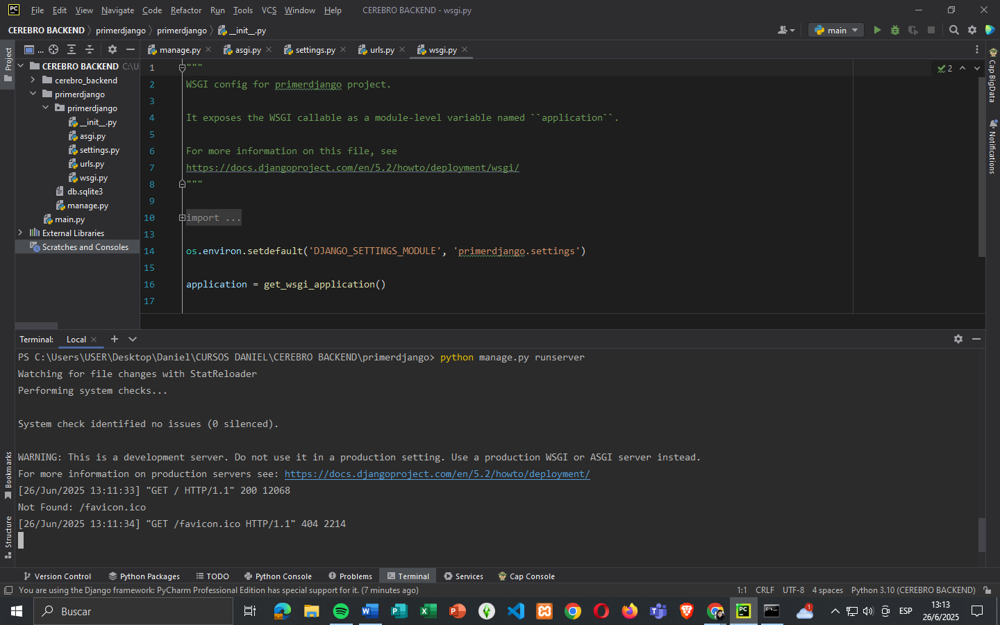 File Edit View Navigate Code Refactor Run Tools VCS Window Help CEREBRO BACKEND - wsgi.py
CEREBRO BACKEND primerdjango primerdjango __init__.py main
Project
... manage.py asgi.py settings.py urls.py wsgi.py
CEREBRO BACKEND C:\U
cerebro_backend
primerdjango
primerdjango
__init__.py
asgi.py
settings.py
urls.py
wsgi.py
db.sqlite3
manage.py
main.py
External Libraries
Scratches and Consoles
1 """
2 WSGI config for primerdjango project.
3
4 It exposes the WSGI callable as a module-level variable named ``application``.
5
6 For more information on this file, see
7 https://docs.djangoproject.com/en/5.2/howto/deployment/wsgi/
8 """
9
10 import ...
13
14 os.environ.setdefault('DJANGO_SETTINGS_MODULE', 'primerdjango.settings')
15
16 application = get_wsgi_application()
17
2
Cap BigData
Notifications
Terminal: Local
PS C:\Users\USER\Desktop\Daniel\CURSOS DANIEL\CEREBRO BACKEND\primerdjango> python manage.py runserver
Watching for file changes with StatReloader
Performing system checks...
System check identified no issues (0 silenced).
WARNING: This is a development server. Do not use it in a production setting. Use a production WSGI or ASGI server instead.
For more information on production servers see: https://docs.djangoproject.com/en/5.2/howto/deployment/
[26/Jun/2025 13:11:33] "GET / HTTP/1.1" 200 12068
Not Found: /favicon.ico
[26/Jun/2025 13:11:34] "GET /favicon.ico HTTP/1.1" 404 2214
Bookmarks
Structure
Version Control Python Packages TODO Python Console Problems Terminal Services Cap Console
You are using the Django framework: PyCharm Professional Edition has special support for it. (7 minutes ago) 1:1 CRLF UTF-8 4 spaces Python 3.10 (CEREBRO BACKEND)
Buscar 1 ESP 13:13
26/6/2025